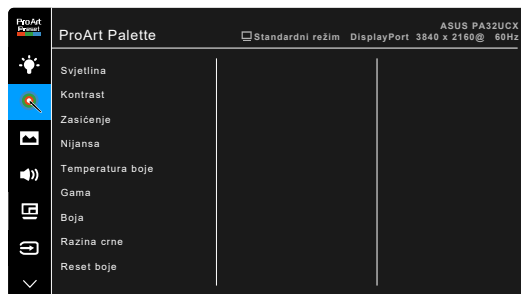 ProArt
Preset
ProArt Palette
ASUS PA32UCX
Standardni režim DisplayPort 3840 x 2160@ 60Hz
Svjetlina
Kontrast
Zasićenje
Nijansa
Temperatura boje
Gama
Boja
Razina crne
Reset boje